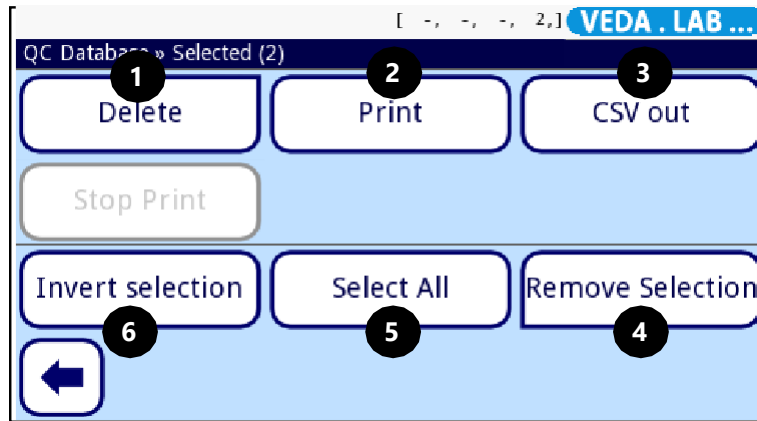 [ -, -, -, 2,] VEDA . LAB ...
QC Database » Selected (2)
1 2 3
Delete Print CSV out
Stop Print
Invert selection Select All Remove Selection
6 5 4